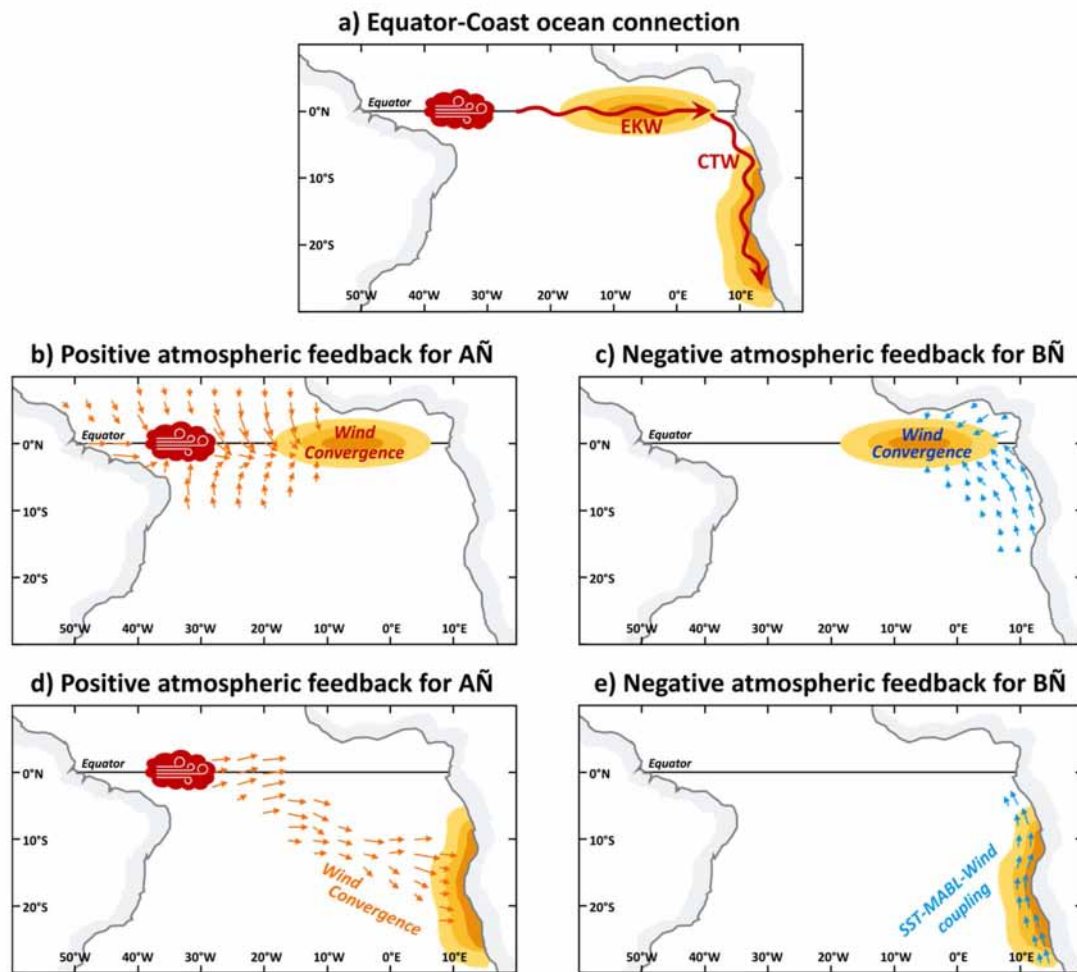 a) Equator-Coast ocean connection
Equator
0°N
EKW
CTW
10°S
20°S
50°W 40°W 30°W 20°W 10°W 0°E 10°E
b) Positive atmospheric feedback for AÑ
Equator
0°N
Wind
Convergence
10°S
20°S
50°W 40°W 30°W 20°W 10°W 0°E 10°E
c) Negative atmospheric feedback for BÑ
Equator
0°N
Wind
Convergence
10°S
20°S
50°W 40°W 30°W 20°W 10°W 0°E 10°E
d) Positive atmospheric feedback for AÑ
Equator
0°N
10°S
Wind
Convergence
20°S
50°W 40°W 30°W 20°W 10°W 0°E 10°E
e) Negative atmospheric feedback for BÑ
Equator
0°N
10°S
SST-MABL-Wind
coupling
20°S
50°W 40°W 30°W 20°W 10°W 0°E 10°E